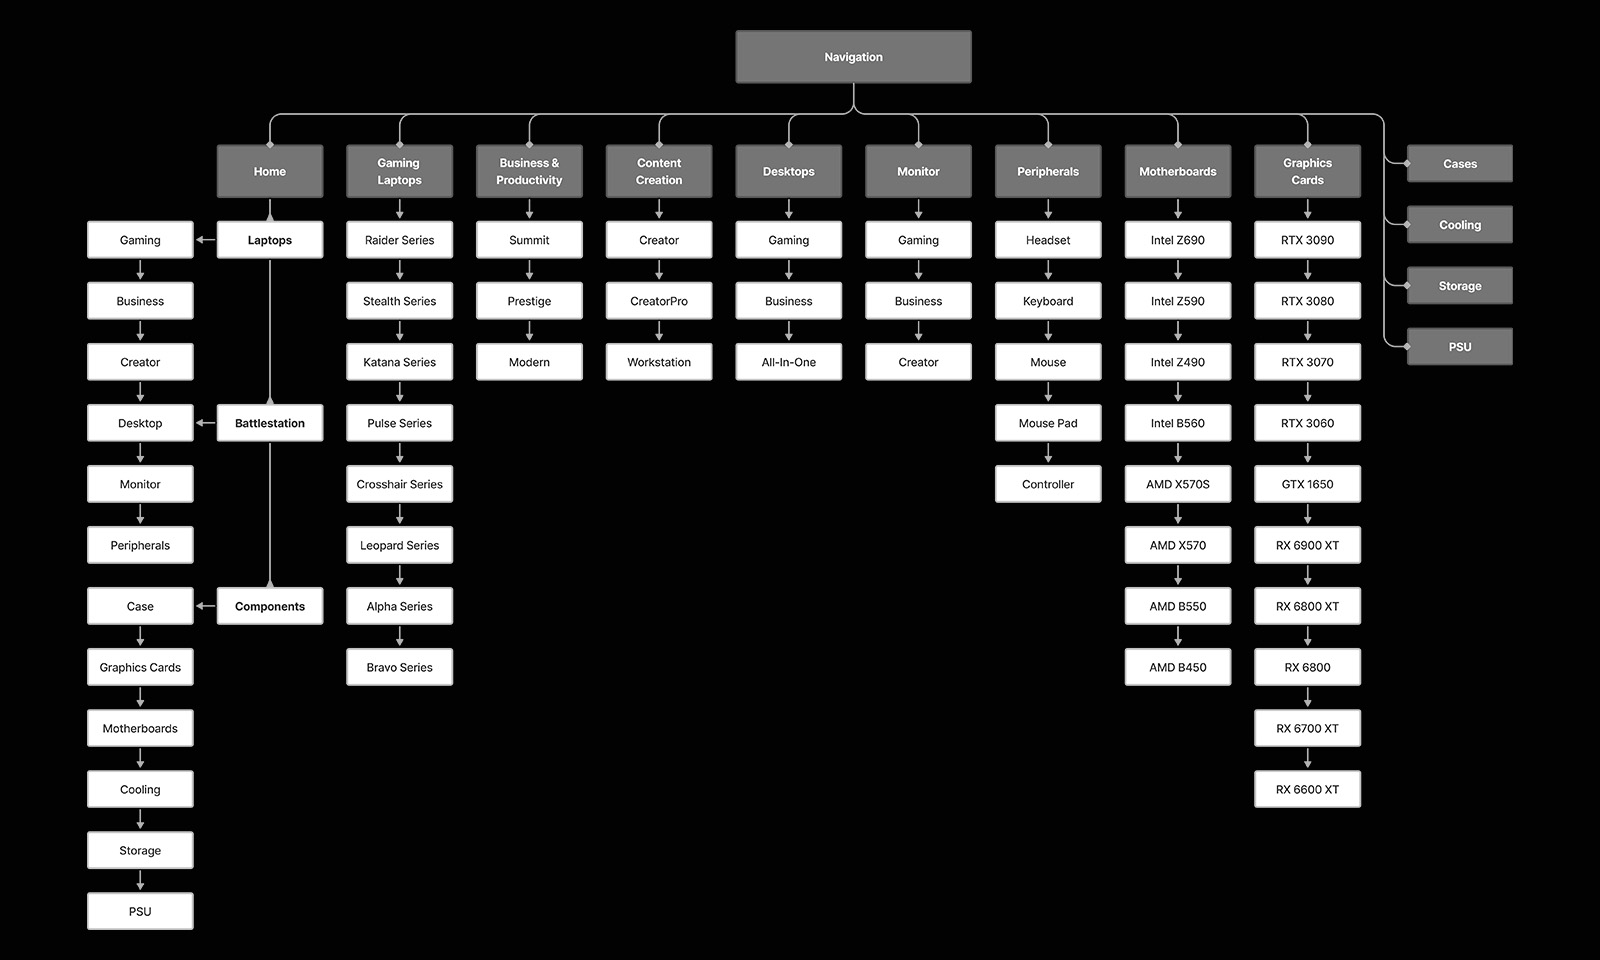 Navigation
Home
Gaming
Laptops
Business &
Productivity
Content
Creation
Desktops
Monitor
Peripherals
Motherboards
Graphics
Cards
Cases
Cooling
Storage
PSU
Laptops
Gaming
Business
Creator
Battlestation
Desktop
Monitor
Peripherals
Components
Case
Graphics Cards
Motherboards
Cooling
Storage
PSU
Raider Series
Stealth Series
Katana Series
Pulse Series
Crosshair Series
Leopard Series
Alpha Series
Bravo Series
Summit
Prestige
Modern
Creator
CreatorPro
Workstation
Gaming
Business
All-In-One
Gaming
Business
Creator
Headset
Keyboard
Mouse
Mouse Pad
Controller
Intel Z690
Intel Z590
Intel Z490
Intel B560
AMD X570S
AMD X570
AMD B550
AMD B450
RTX 3090
RTX 3080
RTX 3070
RTX 3060
GTX 1650
RX 6900 XT
RX 6800 XT
RX 6800
RX 6700 XT
RX 6600 XT